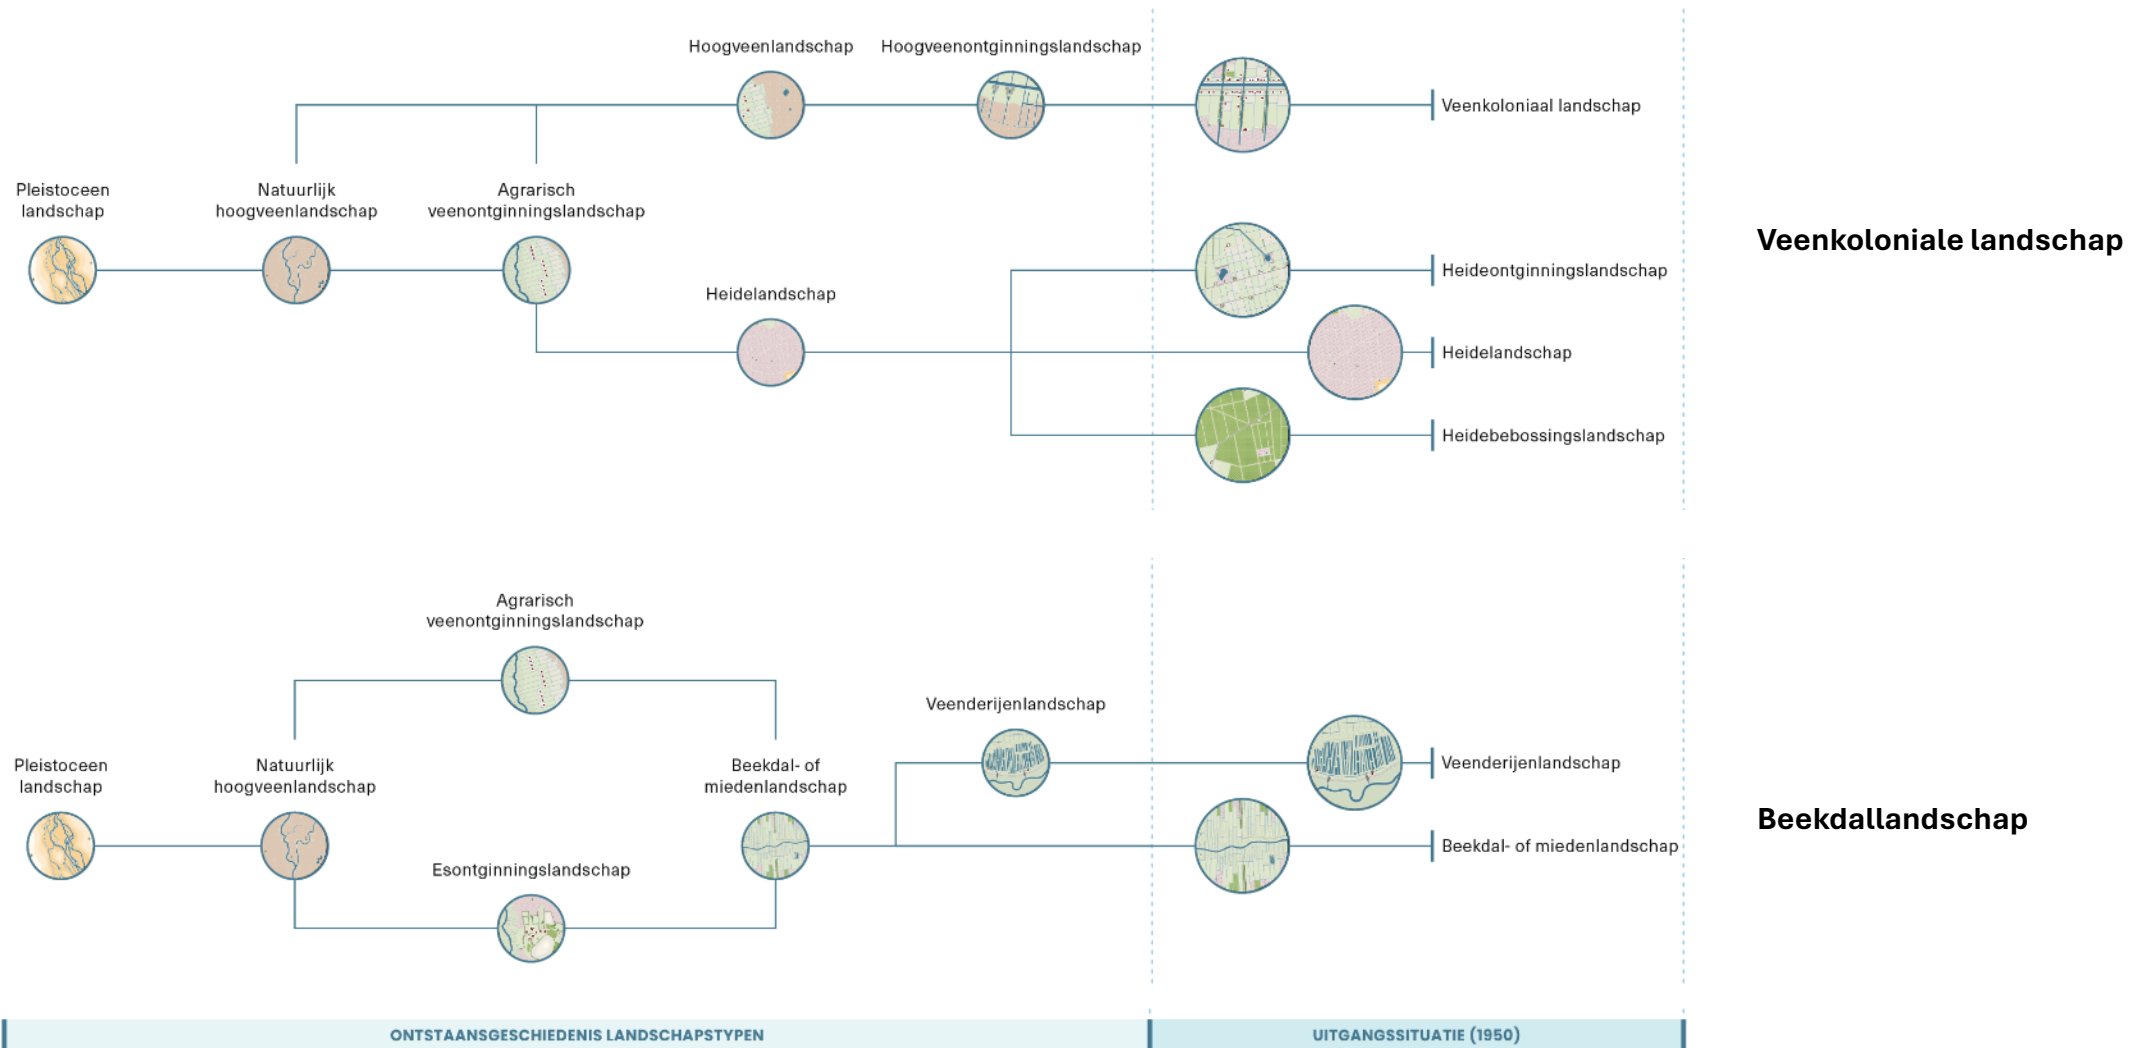 Hoogveenlandschap
Hoogveenontginningslandschap
Veenkoloniaal landschap
Pleistoceen
landschap
Natuurlijk
hoogveenlandschap
Agrarisch
veenontginningslandschap
Veenkoloniale landschap
Heideontginningslandschap
Heidelandschap
Heidelandschap
Heidebebossingslandschap
Agrarisch
veenontginningslandschap
Veenderijenlandschap
Pleistoceen
landschap
Natuurlijk
hoogveenlandschap
Beekdal- of
miedenlandschap
Veenderijenlandschap
Beekdallandschap
Beekdal- of miedenlandschap
Esontginningslandschap
ONTSTAANSGESCHIEDENIS LANDSCHAPSTYPEN
UITGANGSSITUATIE (1950)